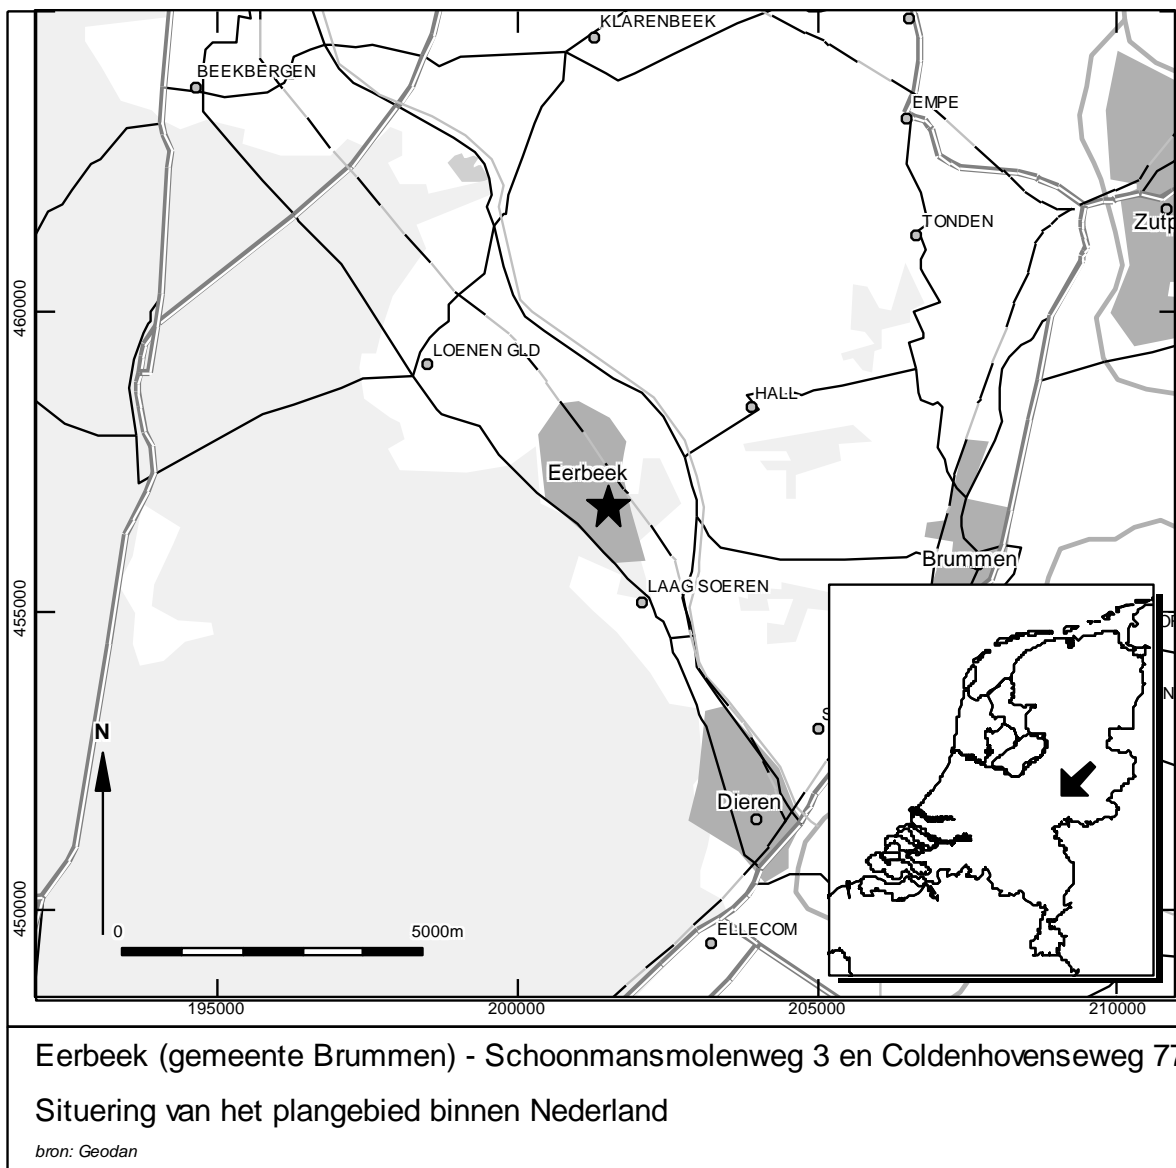 KLARENBEEK
BEEKBERGEN
EMPE
TONDEN
460000
LOENEN GLD
HALL
Eerbeek
Brummen
LAAG SOEREN
455000
N
Dieren
0 5000m
ELLECOM
450000
195000 200000 205000 210000
Eerbeek (gemeente Brummen) - Schoonmansmolenweg 3 en Coldenhovenseweg 77
Situering van het plangebied binnen Nederland
bron: Geodan